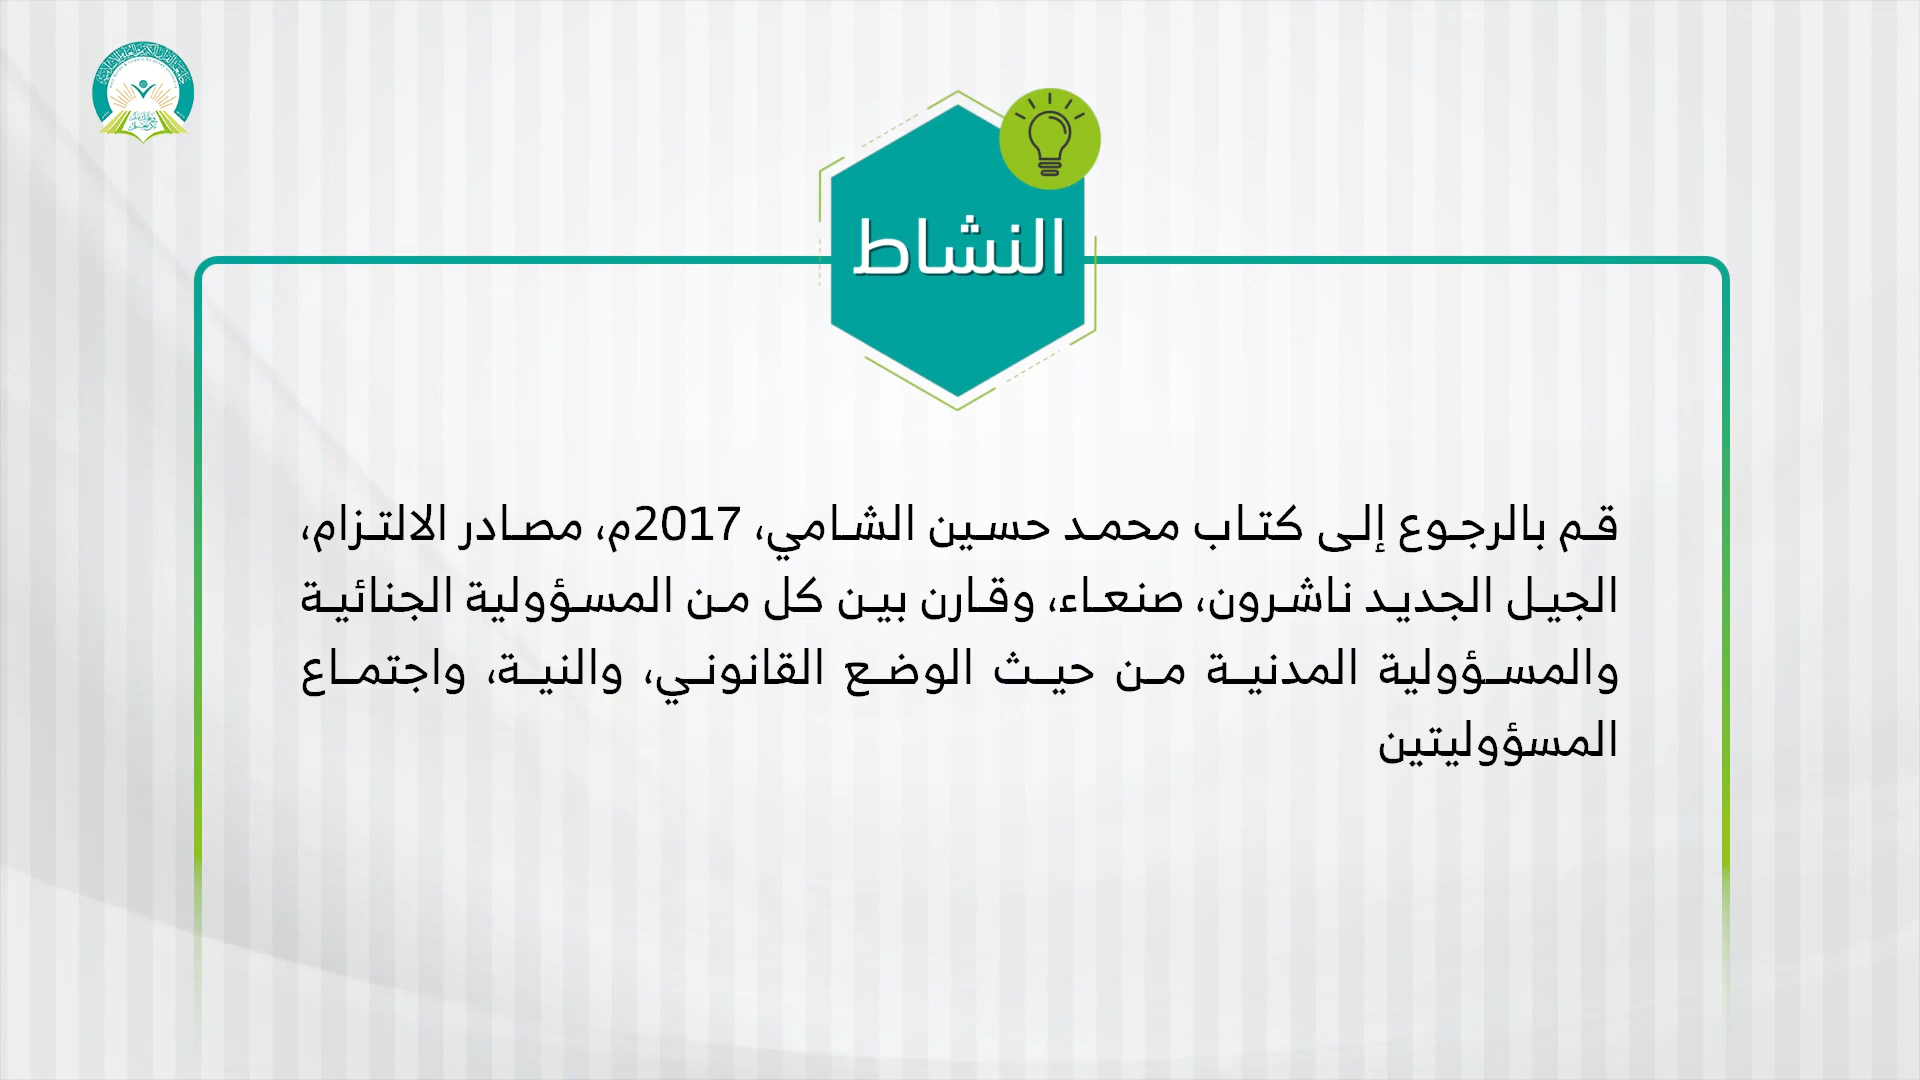 النشاط
قم بالرجوع إلى كتاب محمد حسين الشامي، 2017م، مصادر الالتزام،
الجيل الجديد ناشرون، صنعاء، وقارن بين كل من المسؤولية الجنائية
والمسؤولية المدنية من حيث الوضع القانوني، والنية، واجتماع
المسؤوليتين